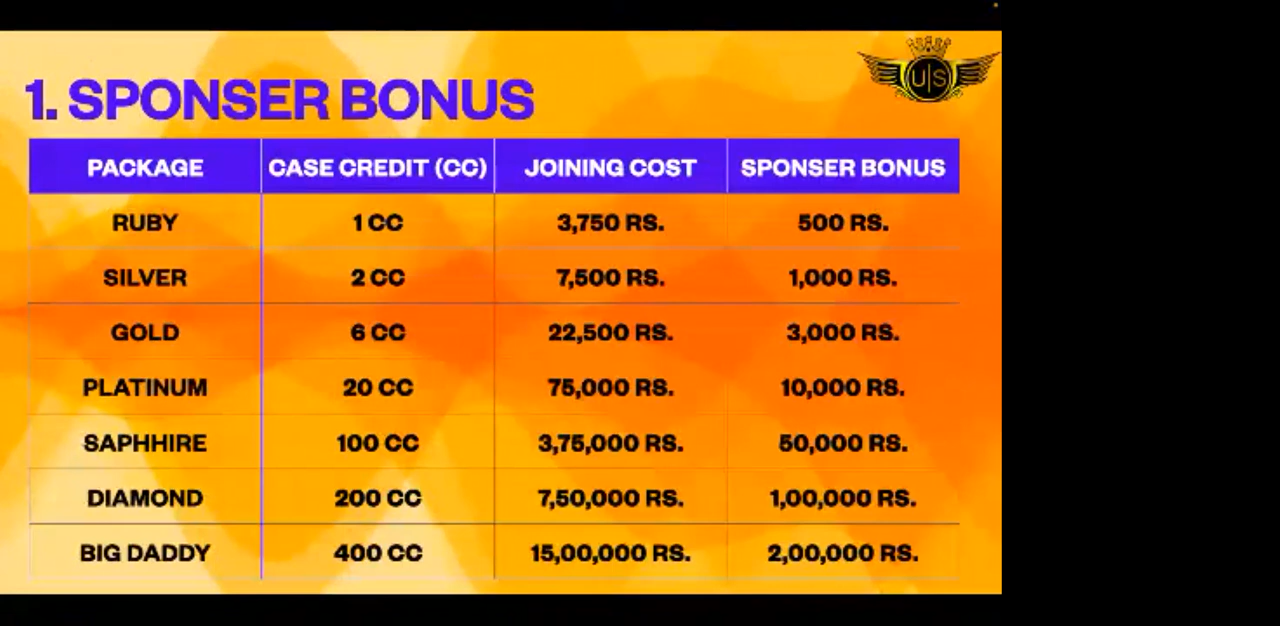 U|S
1. SPONSER BONUS
PACKAGE CASE CREDIT (CC) JOINING COST SPONSER BONUS
RUBY 1 CC 3,750 RS. 500 RS.
SILVER 2 CC 7,500 RS. 1,000 RS.
GOLD 6 CC 22,500 RS. 3,000 RS.
PLATINUM 20 CC 75,000 RS. 10,000 RS.
SAPHHIRE 100 CC 3,75,000 RS. 50,000 RS.
DIAMOND 200 CC 7,50,000 RS. 1,00,000 RS.
BIG DADDY 400 CC 15,00,000 RS. 2,00,000 RS.